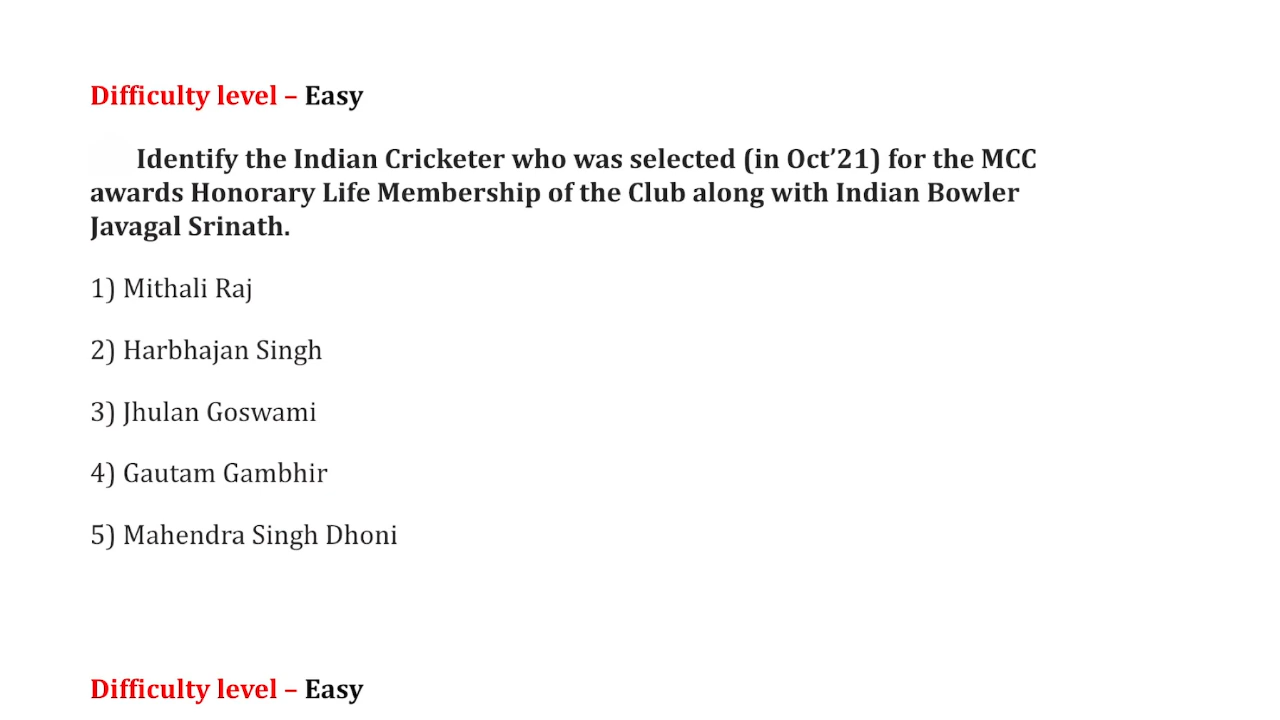 Difficulty level – Easy
Identify the Indian Cricketer who was selected (in Oct’21) for the MCC
awards Honorary Life Membership of the Club along with Indian Bowler
Javagal Srinath.
1) Mithali Raj
2) Harbhajan Singh
3) Jhulan Goswami
4) Gautam Gambhir
5) Mahendra Singh Dhoni
Difficulty level – Easy